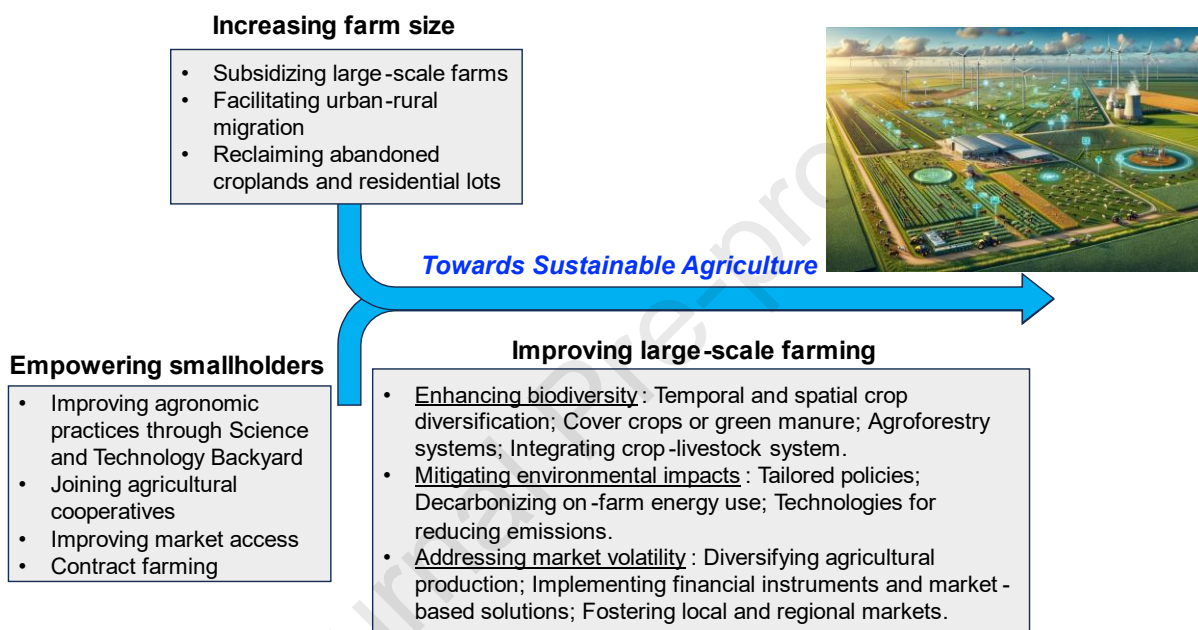 Increasing farm size
• Subsidizing large-scale farms
• Facilitating urban-rural
migration
• Reclaiming abandoned
croplands and residential lots
Towards Sustainable Agriculture
Empowering smallholders
• Improving agronomic
practices through Science
and Technology Backyard
• Joining agricultural
cooperatives
• Improving market access
• Contract farming
Improving large-scale farming
• Enhancing biodiversity : Temporal and spatial crop
diversification; Cover crops or green manure; Agroforestry
systems; Integrating crop-livestock system.
• Mitigating environmental impacts : Tailored policies;
Decarbonizing on-farm energy use; Technologies for
reducing emissions.
• Addressing market volatility : Diversifying agricultural
production; Implementing financial instruments and market-
based solutions; Fostering local and regional markets.
rnal Pre-pro